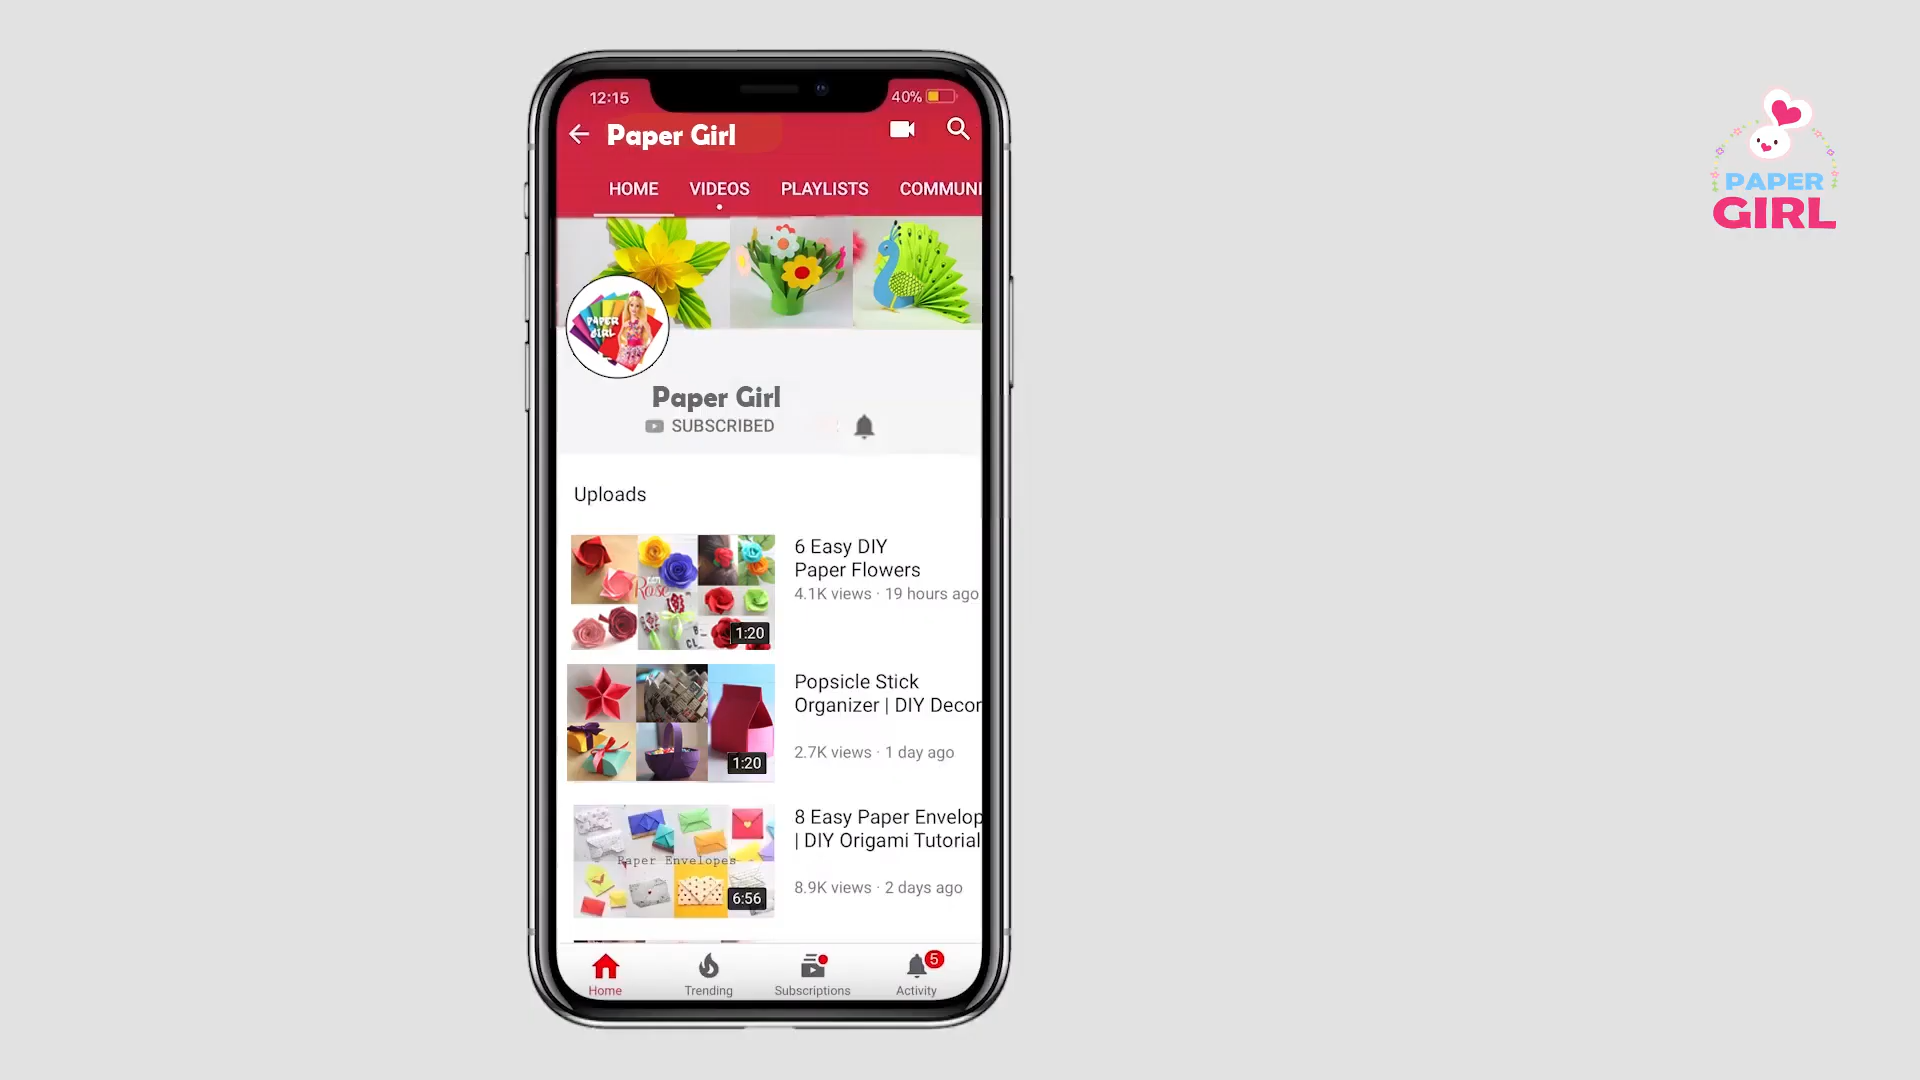 12:15
40%
Paper Girl
HOME VIDEOS PLAYLISTS COMMUNI
PAPER
GIRL
PAPER
GIRL
Paper Girl
SUBSCRIBED
Uploads
6 Easy DIY
Paper Flowers
4.1K views · 19 hours ago
Rose
1:20
Popsicle Stick
Organizer | DIY Decor
2.7K views · 1 day ago
1:20
8 Easy Paper Envelop
| DIY Origami Tutorial
8.9K views · 2 days ago
Paper Envelopes
6:56
Home Trending Subscriptions Activity
5